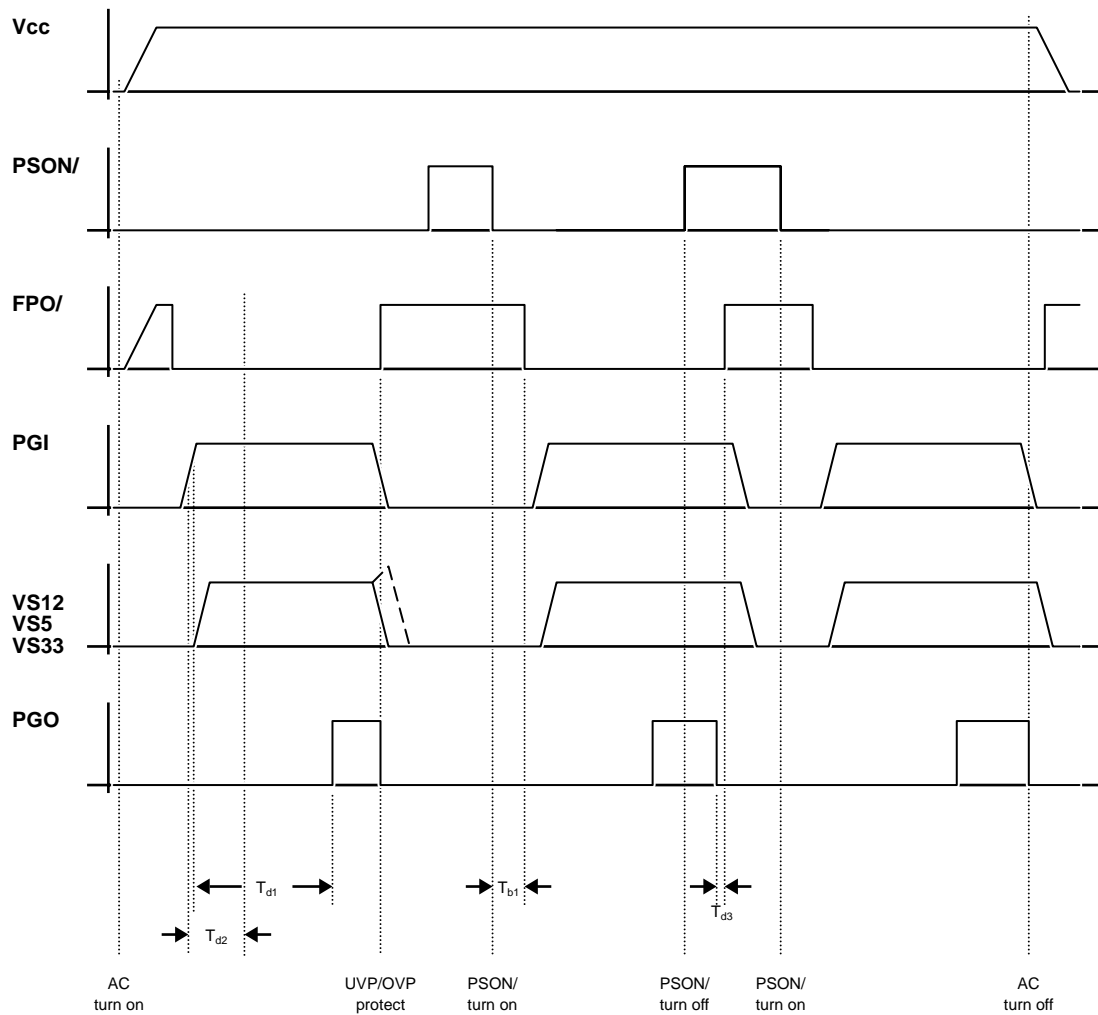 Vcc
PSON/
FPO/
PGI
VS12
VS5
VS33
PGO
Td1
Tb1
Td3
Td2
AC
turn on
UVP/OVP
protect
PSON/
turn on
PSON/
turn off
PSON/
turn on
AC
turn off